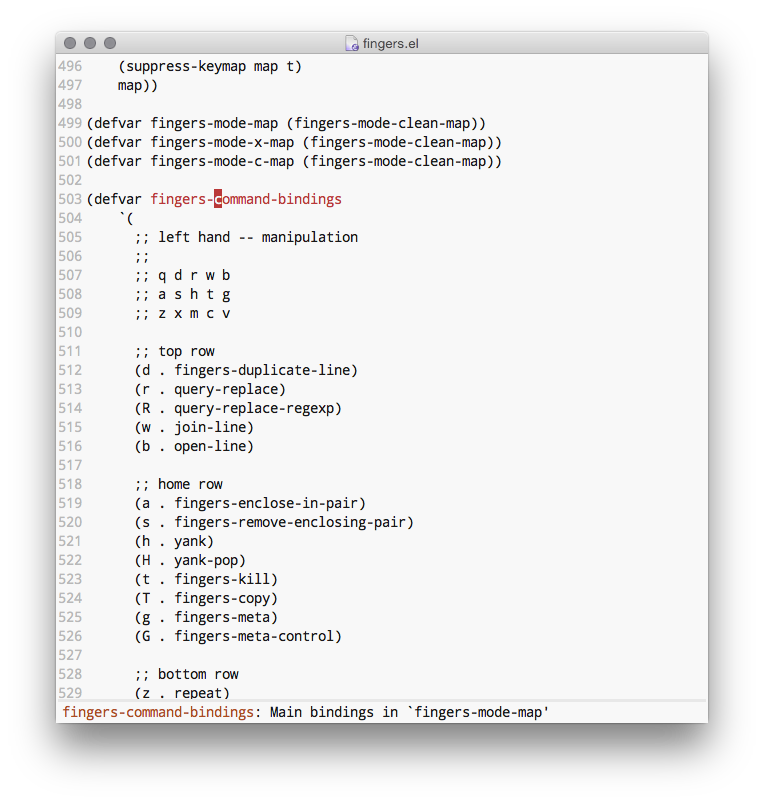 fingers.el
496     (suppress-keymap map t)
497     map))
498
499 (defvar fingers-mode-map (fingers-mode-clean-map))
500 (defvar fingers-mode-x-map (fingers-mode-clean-map))
501 (defvar fingers-mode-c-map (fingers-mode-clean-map))
502
503 (defvar fingers-command-bindings
504     `(
505       ;; left hand -- manipulation
506       ;;
507       ;; q d r w b
508       ;; a s h t g
509       ;; z x m c v
510
511       ;; top row
512       (d . fingers-duplicate-line)
513       (r . query-replace)
514       (R . query-replace-regexp)
515       (w . join-line)
516       (b . open-line)
517
518       ;; home row
519       (a . fingers-enclose-in-pair)
520       (s . fingers-remove-enclosing-pair)
521       (h . yank)
522       (H . yank-pop)
523       (t . fingers-kill)
524       (T . fingers-copy)
525       (g . fingers-meta)
526       (G . fingers-meta-control)
527
528       ;; bottom row
529       (z . repeat)
fingers-command-bindings: Main bindings in `fingers-mode-map'